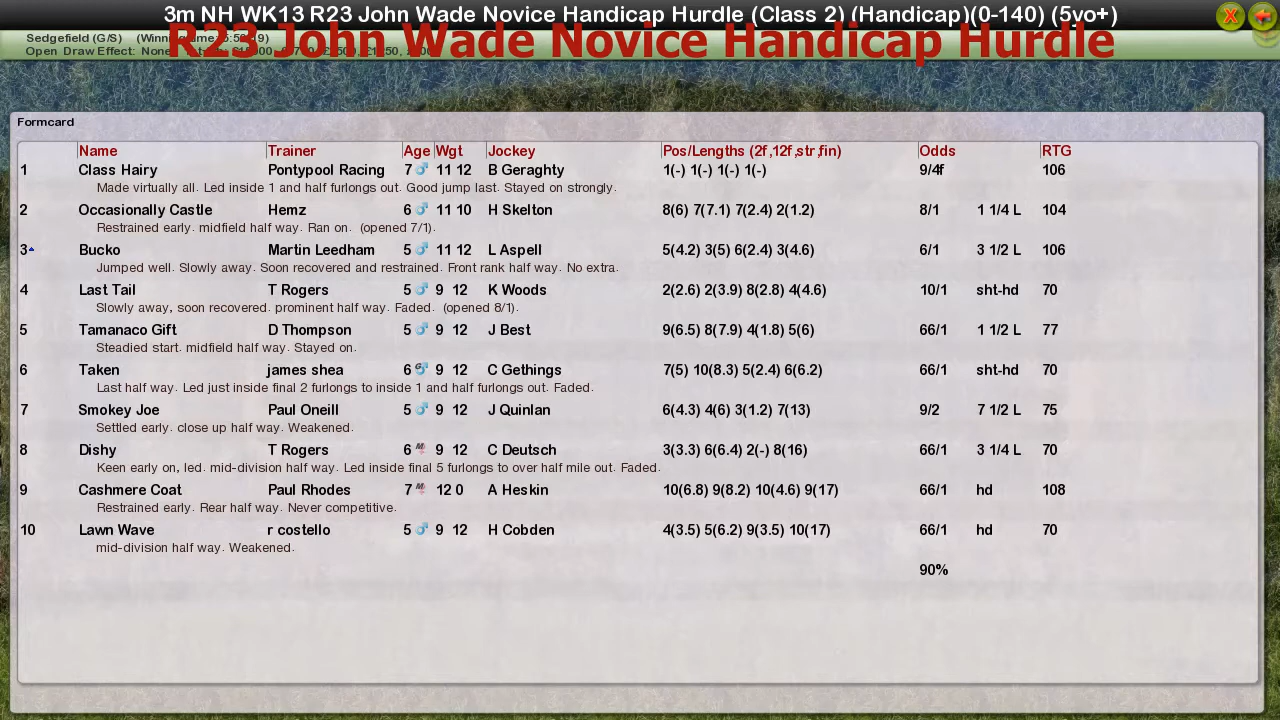 3m NH WK13 R23 John Wade Novice Handicap Hurdle (Class 2) (Handicap)(0-140) (5vo+)
R23 John Wade Novice Handicap Hurdle
Sedgefield (G/S)
Open Draw Effect:
Formcard
Name Trainer Age Wgt Jockey Pos/Lengths (2f,12f,str,fin) Odds RTG
1 Class Hairy Pontypool Racing 7 11 12 B Geraghty 1(-) 1(-) 1(-) 1(-) 9/4f 106
Made virtually all. Led inside 1 and half furlongs out. Good jump last. Stayed on strongly.
2 Occasionally Castle Hemz 6 11 10 H Skelton 8(6) 7(7.1) 7(2.4) 2(1.2) 8/1 1 1/4 L 104
Restrained early. midfield half way. Ran on. (opened 7/1).
3 Bucko Martin Leedham 5 11 12 L Aspell 5(4.2) 3(5) 6(2.4) 3(4.6) 6/1 3 1/2 L 106
Jumped well. Slowly away. Soon recovered and restrained. Front rank half way. No extra.
4 Last Tail T Rogers 5 9 12 K Woods 2(2.6) 2(3.9) 8(2.8) 4(4.6) 10/1 sht-hd 70
Slowly away, soon recovered. prominent half way. Faded. (opened 8/1).
5 Tamanaco Gift D Thompson 5 9 12 J Best 9(6.5) 8(7.9) 4(1.8) 5(6) 66/1 1 1/2 L 77
Steadied start. midfield half way. Stayed on.
6 Taken james shea 6 9 12 C Gethings 7(5) 10(8.3) 5(2.4) 6(6.2) 66/1 sht-hd 70
Last half way. Led just inside final 2 furlongs to inside 1 and half furlongs out. Faded.
7 Smokey Joe Paul Oneill 5 9 12 J Quinlan 6(4.3) 4(6) 3(1.2) 7(13) 9/2 7 1/2 L 75
Settled early. close up half way. Weakened.
8 Dishy T Rogers 6 9 12 C Deutsch 3(3.3) 6(6.4) 2(-) 8(16) 66/1 3 1/4 L 70
Keen early on, led. mid-division half way. Led inside final 5 furlongs to over half mile out. Faded.
9 Cashmere Coat Paul Rhodes 7 12 0 A Heskin 10(6.8) 9(8.2) 10(4.6) 9(17) 66/1 hd 108
Restrained early. Rear half way. Never competitive.
10 Lawn Wave r costello 5 9 12 H Cobden 4(3.5) 5(6.2) 9(3.5) 10(17) 66/1 hd 70
mid-division half way. Weakened.
90%